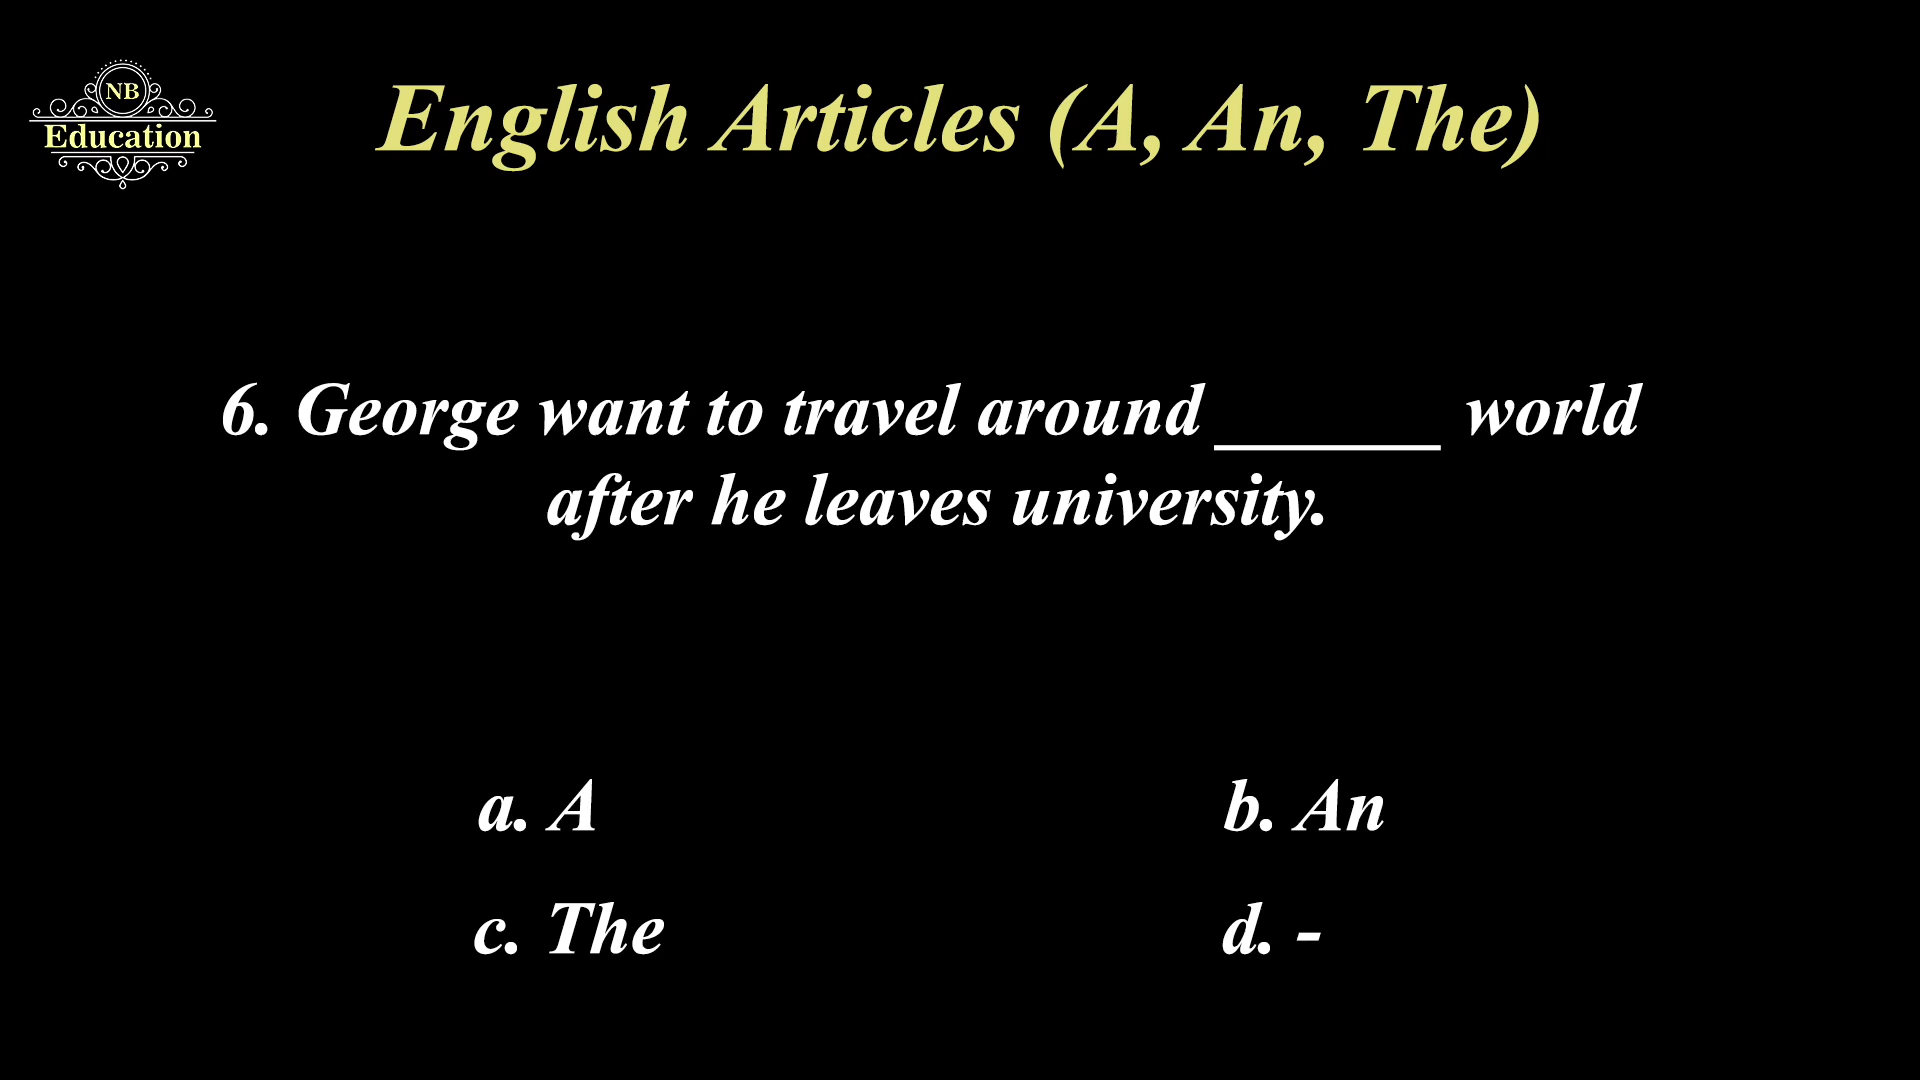 NB
Education
English Articles (A, An, The)
6. George want to travel around ______ world
after he leaves university.
a. A
b. An
c. The
d. -